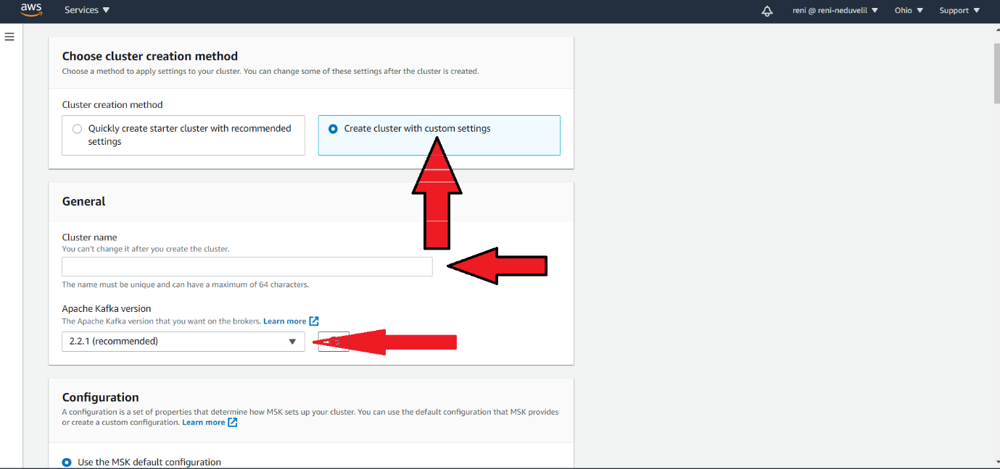 aws
Services
reni @ reni-neduvelil
Ohio
Support
Choose cluster creation method
Choose a method to apply settings to your cluster. You can change some of these settings after the cluster is created.
Cluster creation method
Quickly create starter cluster with recommended
settings
Create cluster with custom settings
General
Cluster name
You can't change it after you create the cluster.
The name must be unique and can have a maximum of 64 characters.
Apache Kafka version
The Apache Kafka version that you want on the brokers. Learn more
2.2.1 (recommended)
Configuration
A configuration is a set of properties that determine how MSK sets up your cluster. You can use the default configuration that MSK provides
or create a custom configuration. Learn more
Use the MSK default configuration